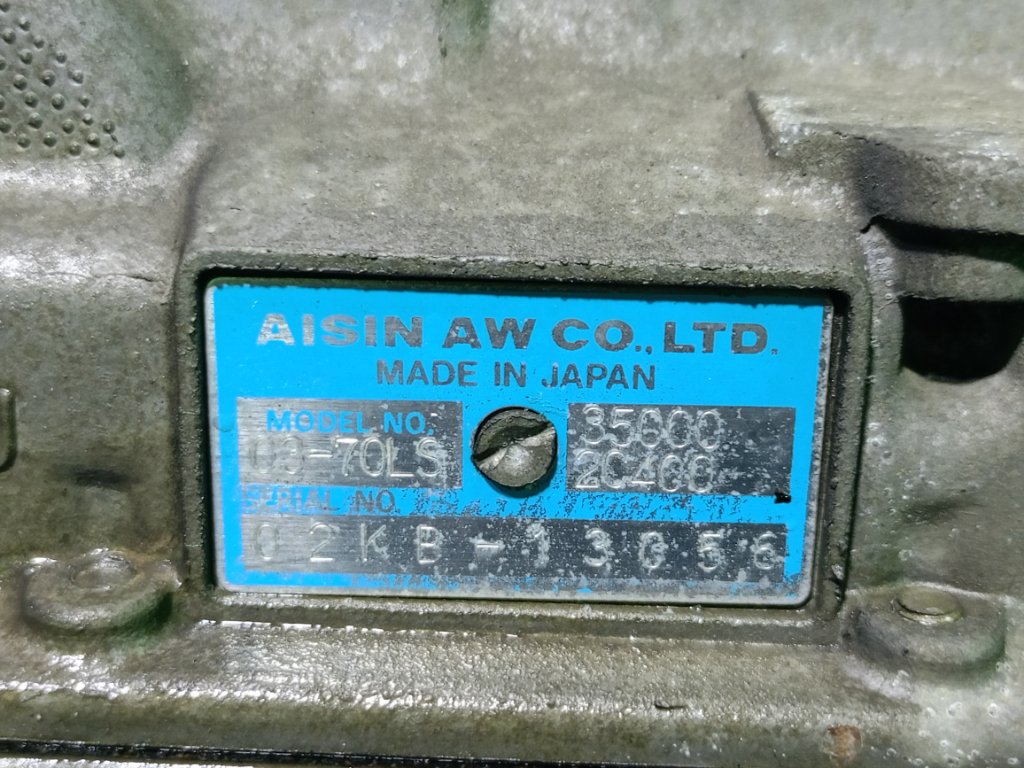 AISIN AW CO., LTD.
MADE IN JAPAN
MODEL NO.
03-70LS
35000
2C400
SERIAL NO.
02KB-13056